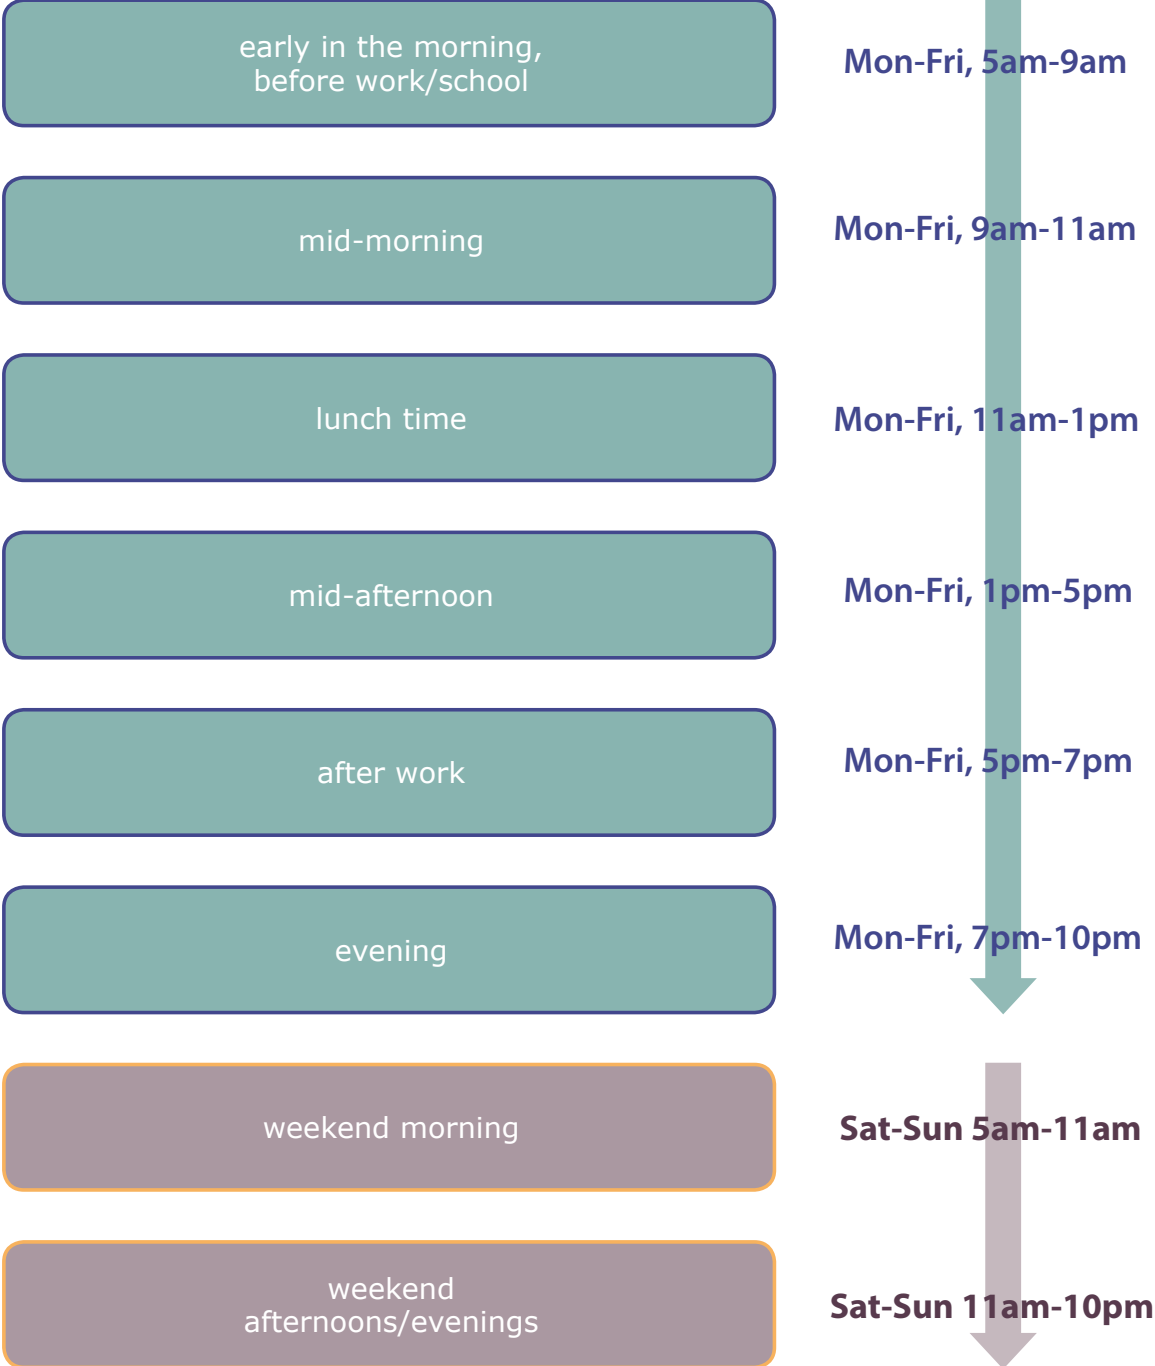 early in the morning,
before work/school
Mon-Fri, 5am-9am
mid-morning
Mon-Fri, 9am-11am
lunch time
Mon-Fri, 11am-1pm
mid-afternoon
Mon-Fri, 1pm-5pm
after work
Mon-Fri, 5pm-7pm
evening
Mon-Fri, 7pm-10pm
weekend morning
Sat-Sun 5am-11am
weekend
afternoons/evenings
Sat-Sun 11am-10pm